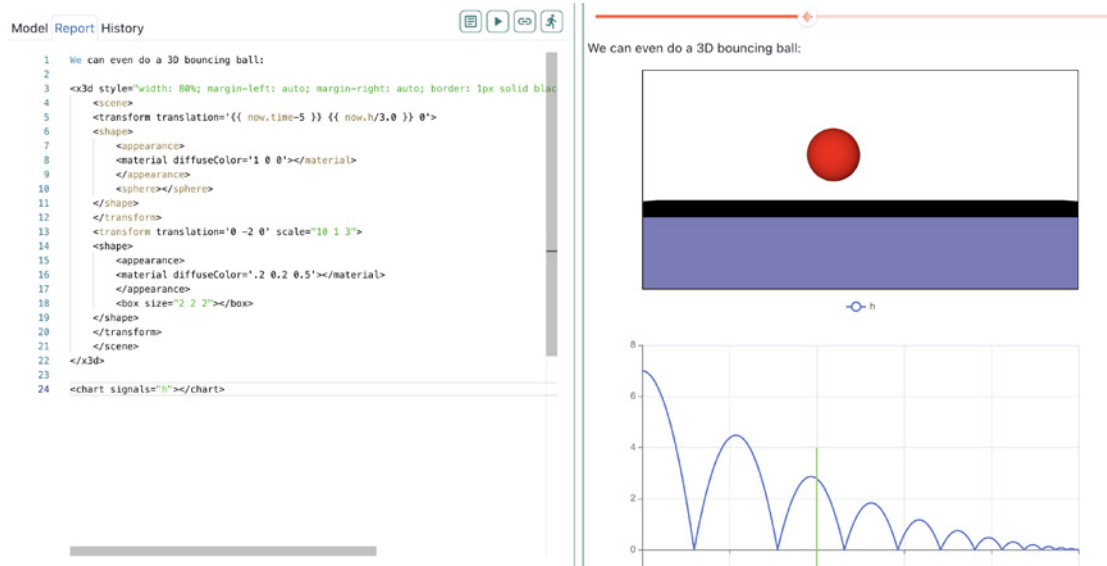 Model Report History
1 We can even do a 3D bouncing ball:
2
3 <x3d style="width: 80%; margin-left: auto; margin-right: auto; border: 1px solid blac
4 <scene>
5 <transform translation='{{ now.time-5 }} {{ now.h/3.0 }} 0'>
6 <shape>
7 <appearance>
8 <material diffuseColor='1 0 0'></material>
9 </appearance>
10 <sphere></sphere>
11 </shape>
12 </transform>
13 <transform translation='0 -2 0' scale="10 1 3">
14 <shape>
15 <appearance>
16 <material diffuseColor='.2 0.2 0.5'></material>
17 </appearance>
18 <box size="2 2 2"></box>
19 </shape>
20 </transform>
21 </scene>
22 </x3d>
23
24 <chart signals="h"></chart>
We can even do a 3D bouncing ball:
h
8
6
4
2
0